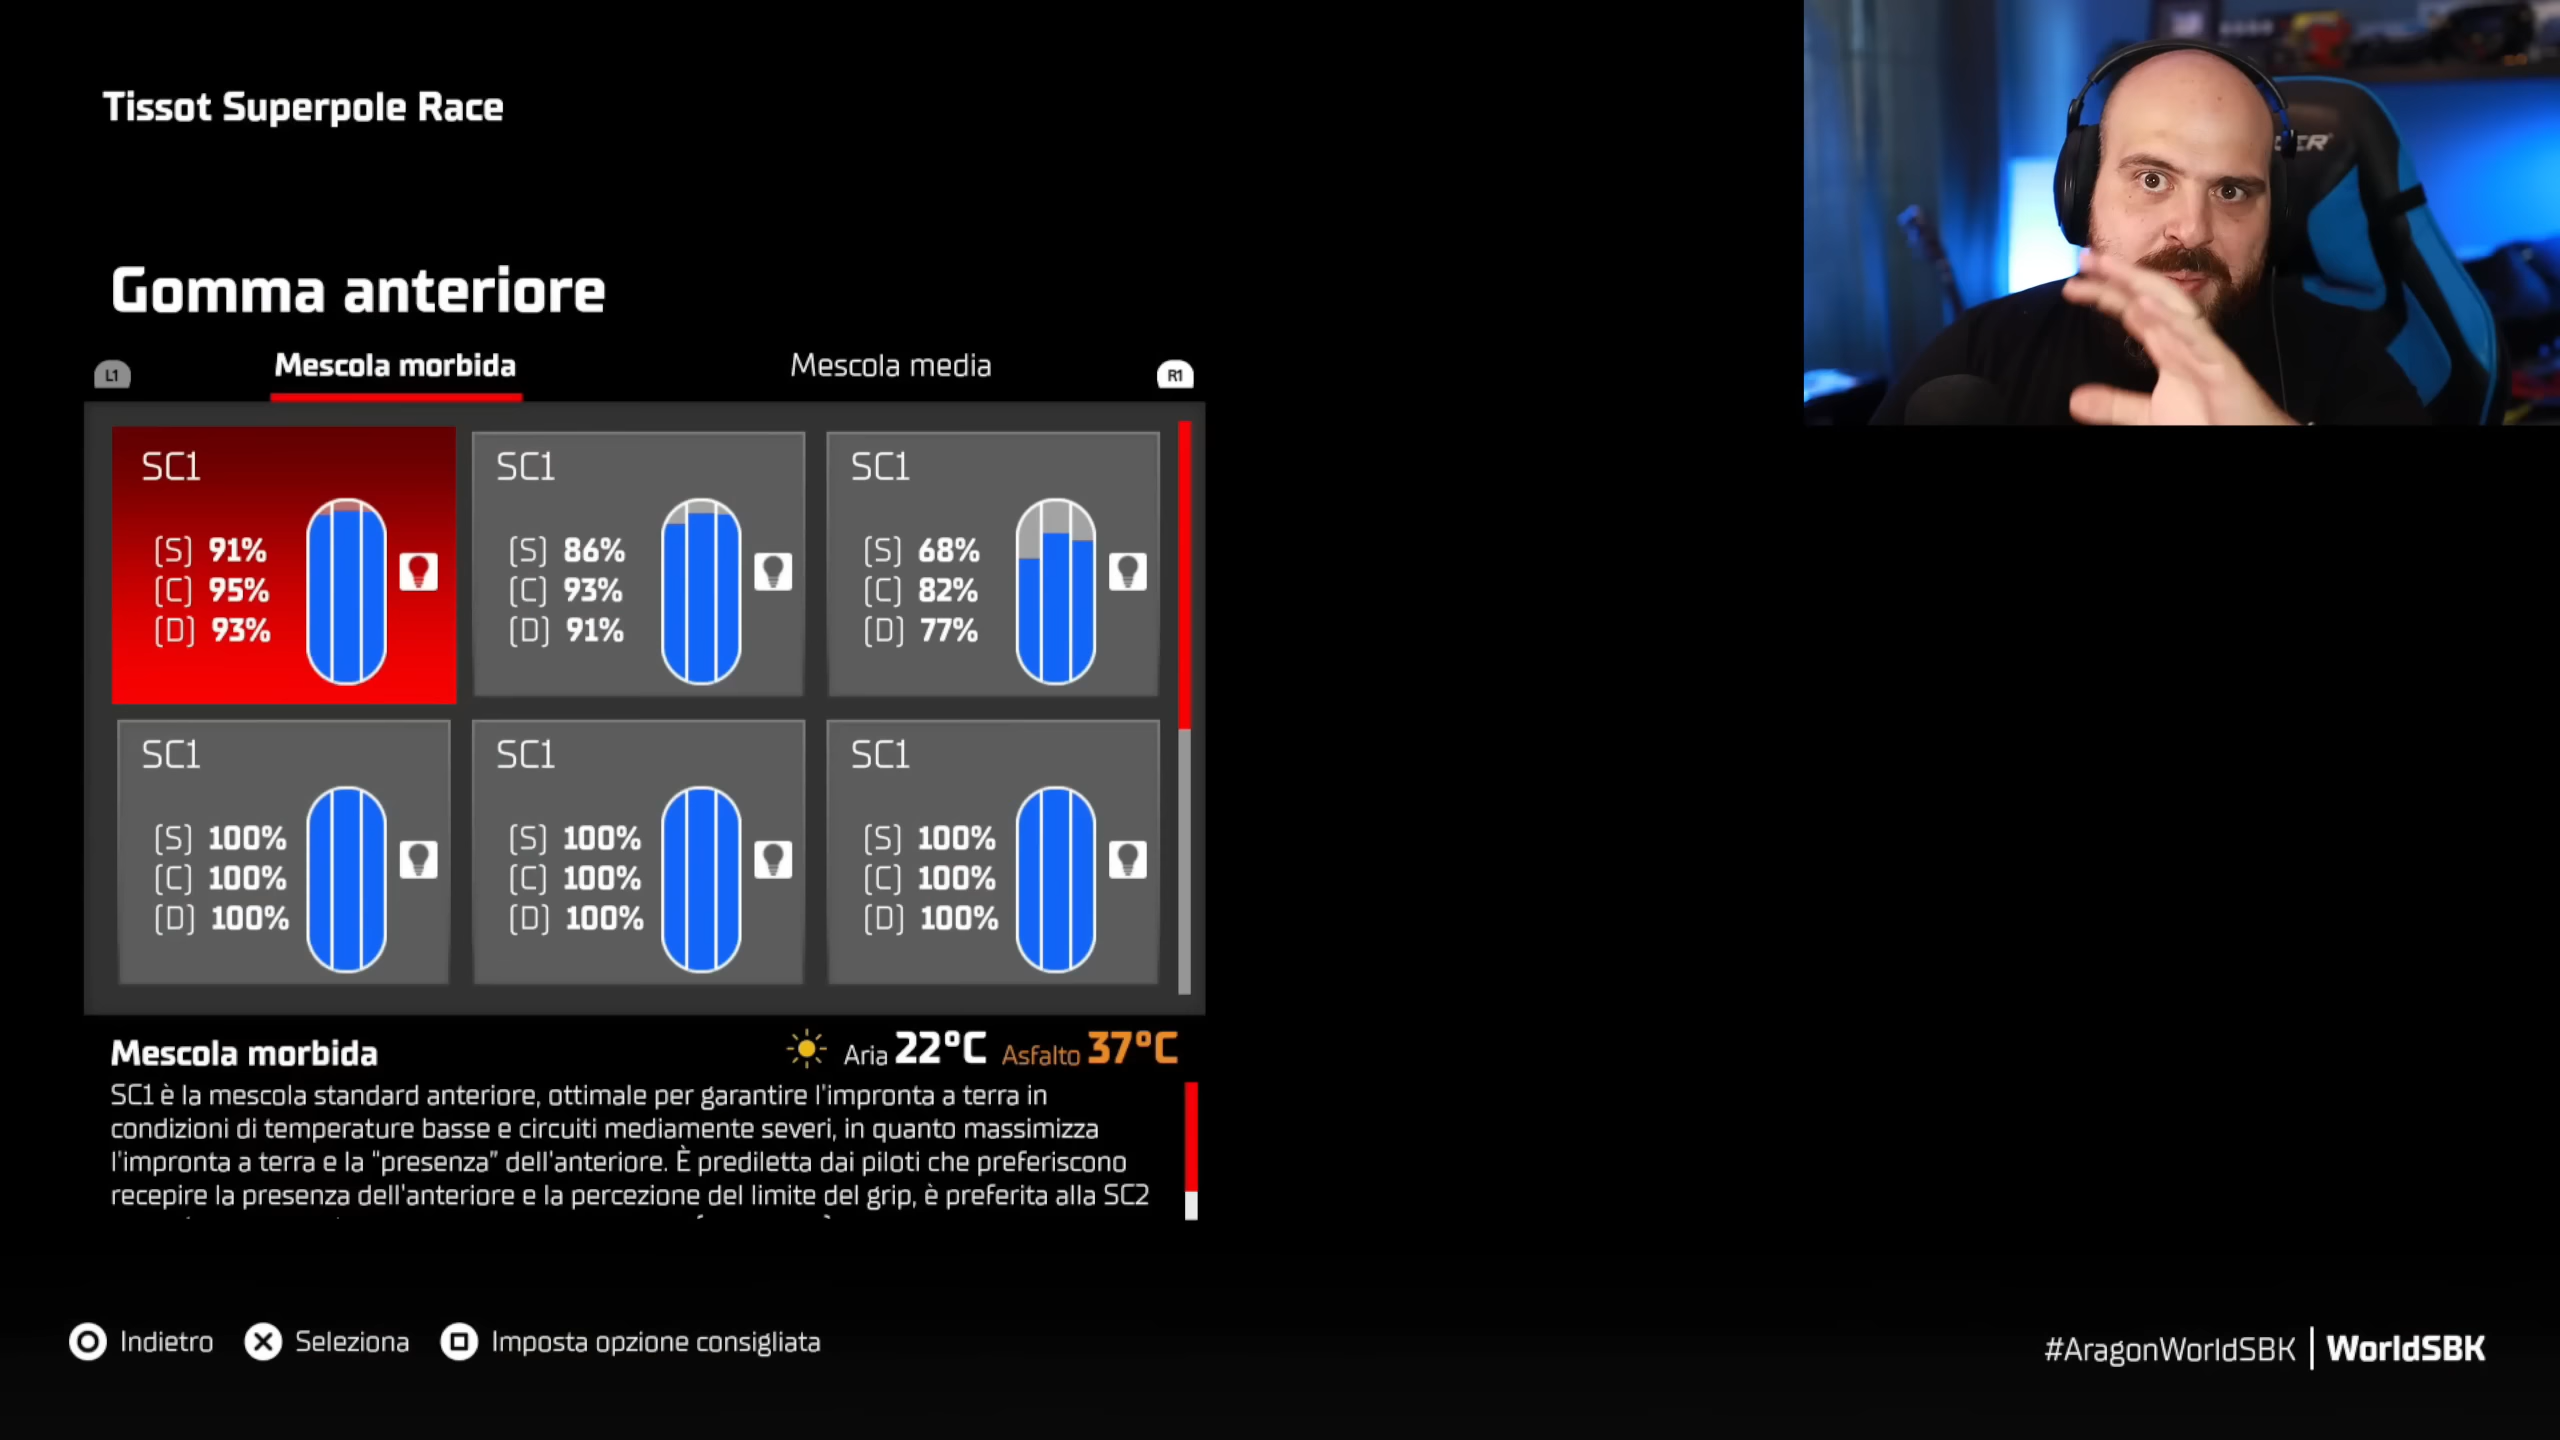 Tissot Superpole Race
Gomma anteriore
L1
Mescola morbida
Mescola media
R1
SC1
[S] 91%
[C] 95%
[D] 93%
SC1
[S] 86%
[C] 93%
[D] 91%
SC1
[S] 68%
[C] 82%
[D] 77%
SC1
[S] 100%
[C] 100%
[D] 100%
SC1
[S] 100%
[C] 100%
[D] 100%
SC1
[S] 100%
[C] 100%
[D] 100%
Mescola morbida
Aria 22°C Asfalto 37°C
SC1 è la mescola standard anteriore, ottimale per garantire l'impronta a terra in
condizioni di temperature basse e circuiti mediamente severi, in quanto massimizza
l'impronta a terra e la "presenza" dell'anteriore. È prediletta dai piloti che preferiscono
recepire la presenza dell'anteriore e la percezione del limite del grip, è preferita alla SC2
Indietro
Seleziona
Imposta opzione consigliata
#AragonWorldSBK | WorldSBK